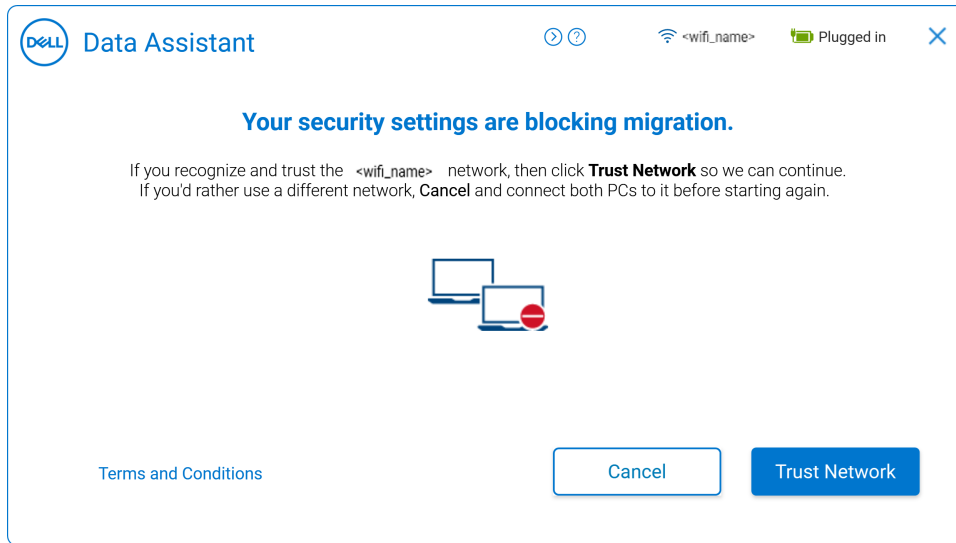 DELL Data Assistant ? <wifi_name> Plugged in
Your security settings are blocking migration.
If you recognize and trust the <wifi_name> network, then click Trust Network so we can continue.
If you'd rather use a different network, Cancel and connect both PCs to it before starting again.
Terms and Conditions Cancel Trust Network